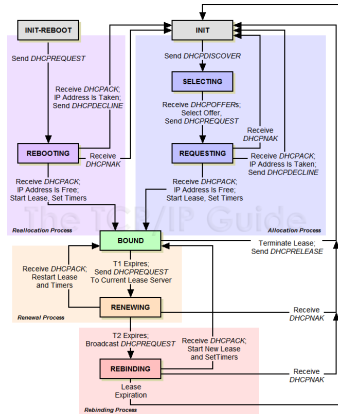 INIT-REBOOT
INIT
Send DHCPREQUEST
Receive DHCPACK;
IP Address Is Taken;
Send DHCPDECLINE
Send DHCPDISCOVER
SELECTING
Receive DHCPOFFERs;
Select Offer,
Send DHCPREQUEST
Receive
DHCPNAK
REBOOTING
Receive
DHCPNAK
REQUESTING
Receive DHCPACK;
IP Address Is Taken;
Send DHCPDECLINE
Receive DHCPACK;
IP Address Is Free;
Start Lease, Set Timers
Receive DHCPACK;
IP Address Is Free;
Start Lease, Set Timers
The TCP/IP Guide
Reallocation Process
Allocation Process
BOUND
Terminate Lease;
Send DHCPRELEASE
Receive DHCPACK;
Restart Lease
and Timers
T1 Expires;
Send DHCPREQUEST
To Current Lease Server
RENEWING
Renewal Process
Receive
DHCPNAK
T2 Expires;
Broadcast DHCPREQUEST
Receive DHCPACK;
Start New Lease
and SetTimers
REBINDING
Receive
DHCPNAK
Lease
Expiration
Rebinding Process